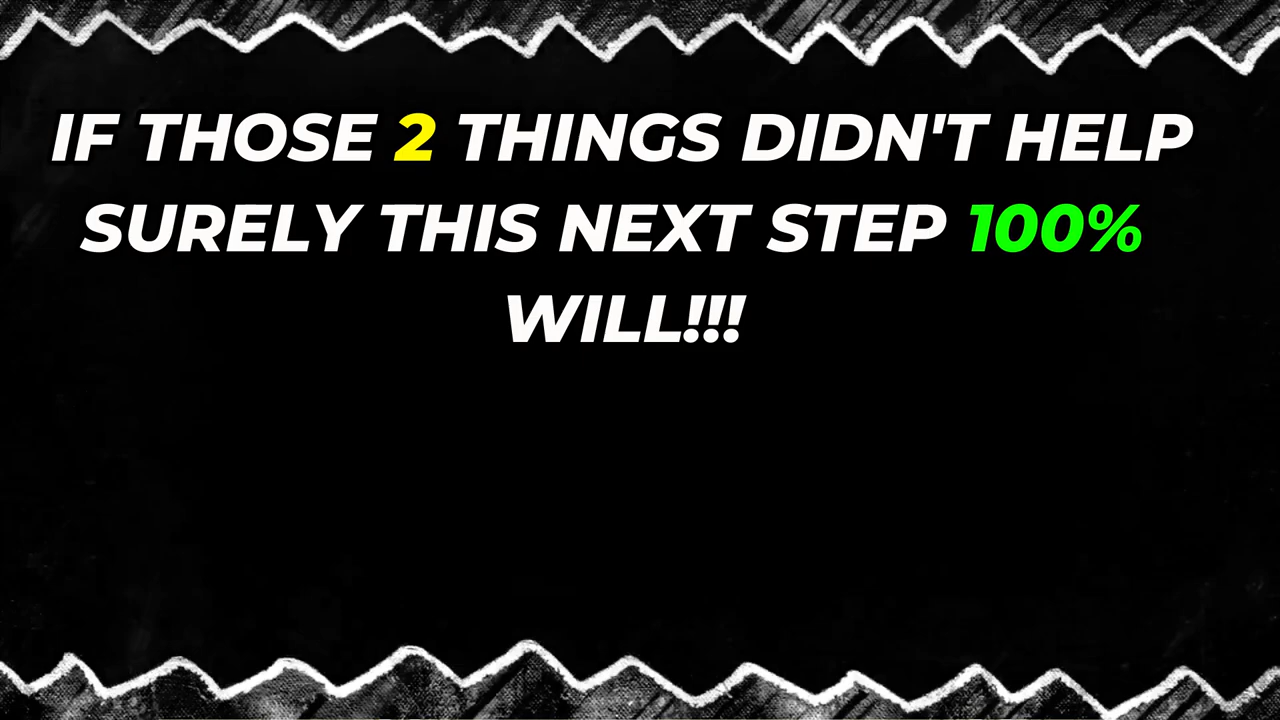 IF THOSE 2 THINGS DIDN'T HELP
SURELY THIS NEXT STEP 100%
WILL!!!